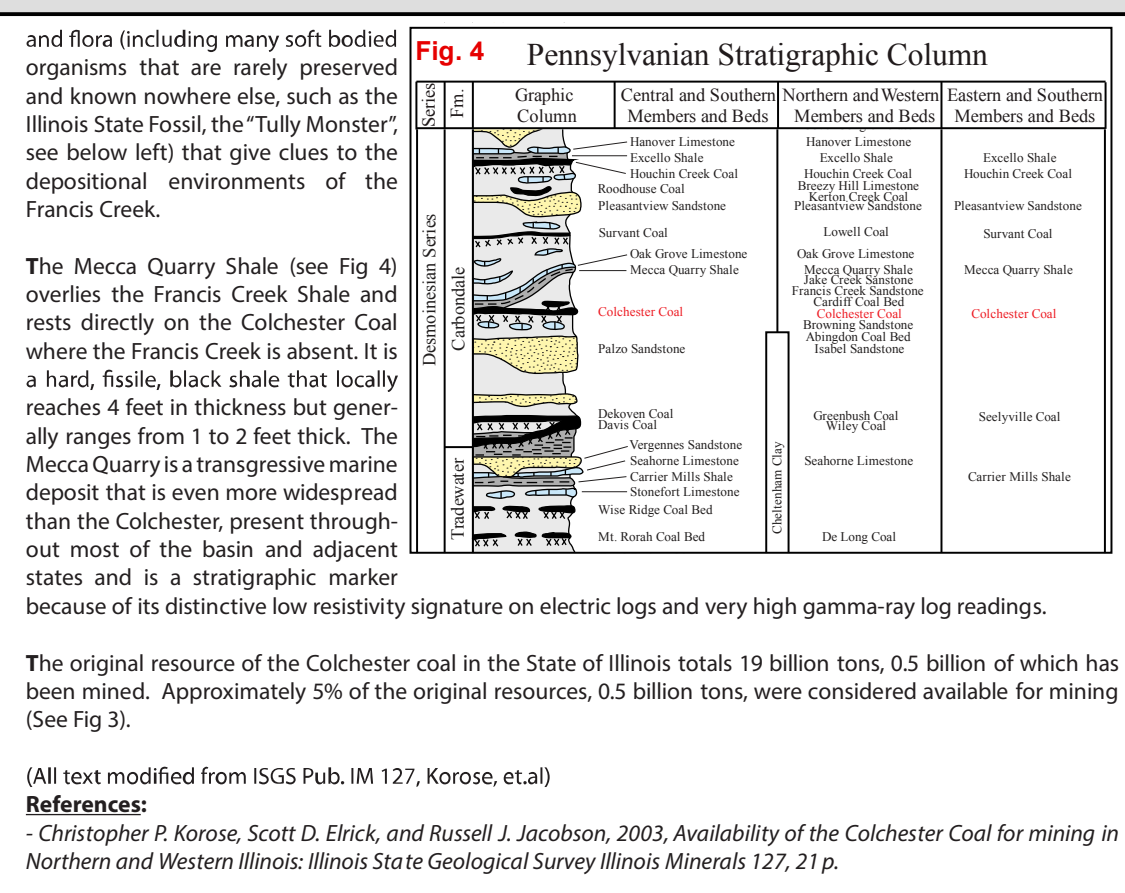 and flora (including many soft bodied
organisms that are rarely preserved
and known nowhere else, such as the
Illinois State Fossil, the “Tully Monster”,
see below left) that give clues to the
depositional environments of the
Francis Creek.
The Mecca Quarry Shale (see Fig 4)
overlies the Francis Creek Shale and
rests directly on the Colchester Coal
where the Francis Creek is absent. It is
a hard, fissile, black shale that locally
reaches 4 feet in thickness but gener-
ally ranges from 1 to 2 feet thick. The
Mecca Quarry is a transgressive marine
deposit that is even more widespread
than the Colchester, present through-
out most of the basin and adjacent
states and is a stratigraphic marker
because of its distinctive low resistivity signature on electric logs and very high gamma-ray log readings.
Fig. 4
Pennsylvanian Stratigraphic Column
Series
Fm.
Graphic
Column
Central and Southern
Members and Beds
Northern and Western
Members and Beds
Eastern and Southern
Members and Beds
Desmoinesian Series
Carbondale
Tradewater
Hanover Limestone
Excello Shale
Houchin Creek Coal
Roodhouse Coal
Pleasantview Sandstone
Survant Coal
Oak Grove Limestone
Mecca Quarry Shale
Colchester Coal
Palzo Sandstone
Dekoven Coal
Davis Coal
Vergennes Sandstone
Seahorne Limestone
Carrier Mills Shale
Stonefort Limestone
Wise Ridge Coal Bed
Mt. Rorah Coal Bed
Cheltenham Clay
Hanover Limestone
Excello Shale
Houchin Creek Coal
Breezy Hill Limestone
Kerton Creek Coal
Pleasantview Sandstone
Lowell Coal
Oak Grove Limestone
Mecca Quarry Shale
Jake Creek Sanstone
Francis Creek Sandstone
Cardiff Coal Bed
Colchester Coal
Browning Sandstone
Abingdon Coal Bed
Isabel Sandstone
Greenbush Coal
Wiley Coal
Seahorne Limestone
De Long Coal
Excello Shale
Houchin Creek Coal
Pleasantview Sandstone
Survant Coal
Mecca Quarry Shale
Colchester Coal
Seelyville Coal
Carrier Mills Shale
The original resource of the Colchester coal in the State of Illinois totals 19 billion tons, 0.5 billion of which has
been mined. Approximately 5% of the original resources, 0.5 billion tons, were considered available for mining
(See Fig 3).
(All text modified from ISGS Pub. IM 127, Korose, et.al)
References:
- Christopher P. Korose, Scott D. Elrick, and Russell J. Jacobson, 2003, Availability of the Colchester Coal for mining in
Northern and Western Illinois: Illinois State Geological Survey Illinois Minerals 127, 21 p.